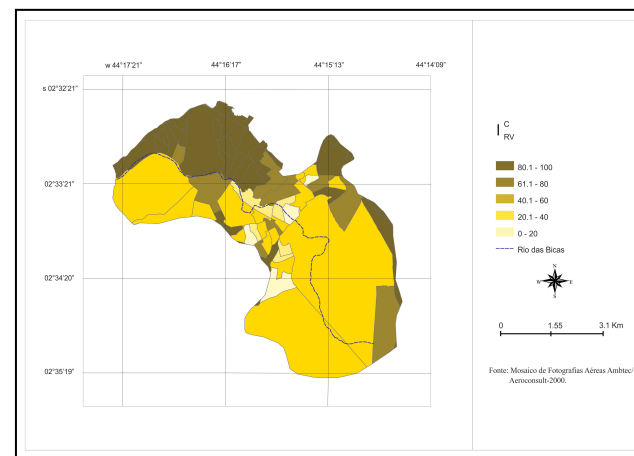 w 44°17'21"
44°16'17"
44°15'13"
44°14'09"
s 02°32'21"
02°33'21"
02°34'20"
02°35'19"
C
RV
80.1 - 100
61.1 - 80
40.1 - 60
20.1 - 40
0 - 20
Rio das Bicas
N
W
E
S
0 1.55 3.1 Km
Fonte: Mosaico de Fotografias Aéreas Ambtec/
Aeroconsult-2000.